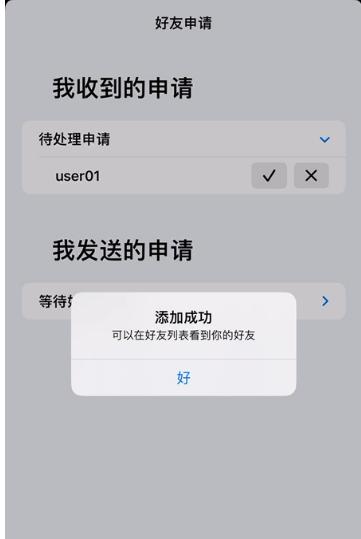 好友申请
我收到的申请
待处理申请
user01
我发送的申请
等待
添加成功
可以在好友列表看到你的好友
好